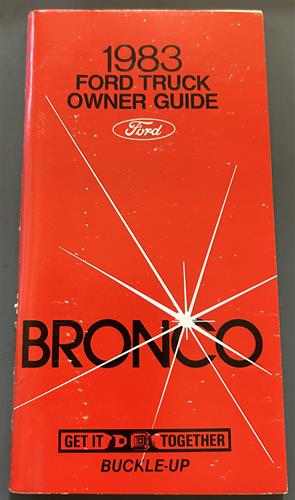 1983
FORD TRUCK
OWNER GUIDE
Ford
BRONCO
GET IT TOGETHER
BUCKLE-UP